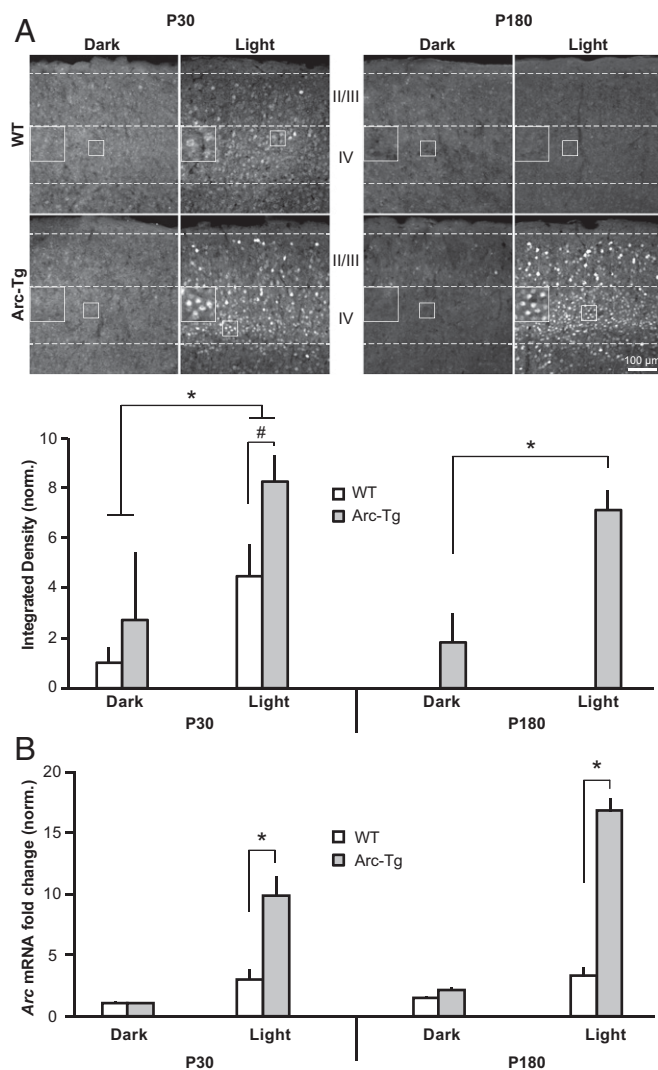 A
P30
P180
Dark
Light
Dark
Light
WT
II/III
IV
Arc-Tg
II/III
IV
100 µm
Integrated Density (norm.)
10
8
6
4
2
0
*
#
*
WT
Arc-Tg
Dark
Light
Dark
Light
P30
P180
B
Arc mRNA fold change (norm.)
20
15
10
5
0
*
*
WT
Arc-Tg
Dark
Light
Dark
Light
P30
P180